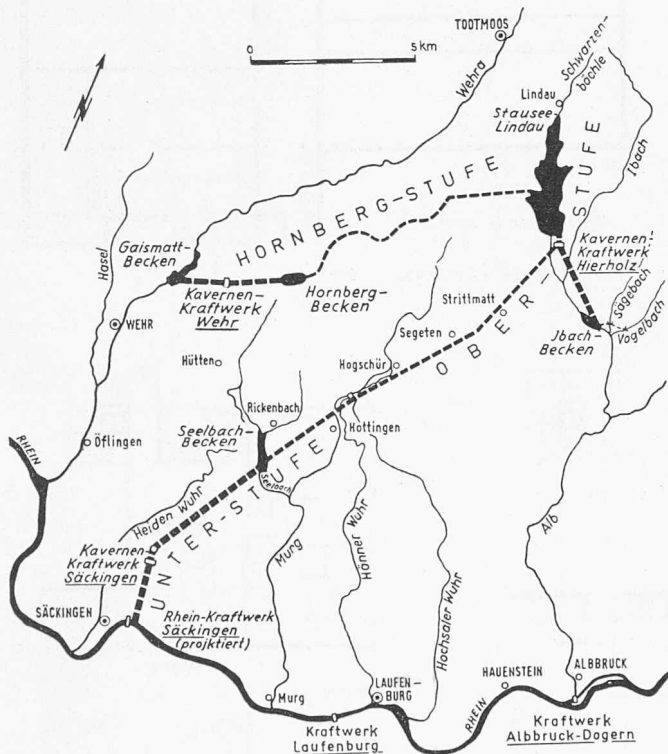 TOOTMOOS
0
5 km
Wehra
Schwarzen-
bächle
Lindau
Stausee-
Lindau
Ibach
HORNBERG-STUFE
OBER-STUFE
Gaismatt-
Becken
Hasel
Kavernen-
Kraftwerk
Hierholz
Kavernen-
Kraftwerk
Wehr
Hornberg-
Becken
Sägebach
Vogelbach
Strittmatt
WEHR
Segeten
Jbach-
Becken
Hütten
Hogschür
Rickenbach
Seelbach-
Becken
Hottingen
Öflingen
RHEIN
Seelbach
UNTER-STUFE
Heiden Wuhr
Murg
Hänner Wuhr
Hochsaler Wuhr
Alb
Kavernen-
Kraftwerk
Säckingen
SÄCKINGEN
Rhein-Kraftwerk
Säckingen
(projktiert)
Murg
LAUFEN-
BURG
HAUENSTEIN
ALBBRUCK
RHEIN
Kraftwerk
Laufenburg
Kraftwerk
Albbruck-Dogern